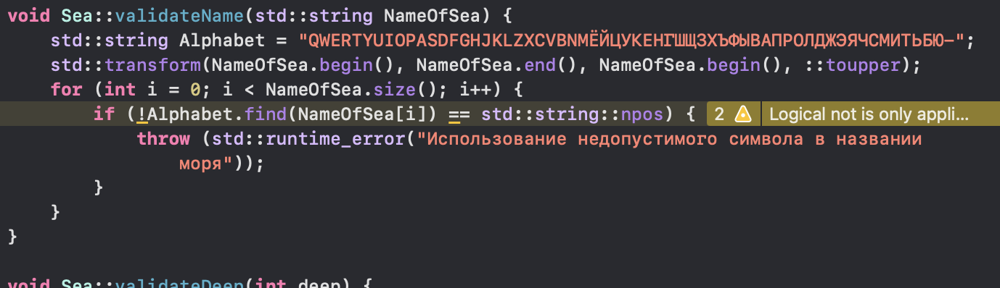 void Sea::validateName(std::string NameOfSea) {
std::string Alphabet = "QWERTYUIOPASDFGHJKLZXCVBNMЁЙЦУКЕНГШЩЗХЪФЫВАПРОЛДЖЭЯЧСМИТЬБЮ-";
std::transform(NameOfSea.begin(), NameOfSea.end(), NameOfSea.begin(), ::toupper);
for (int i = 0; i < NameOfSea.size(); i++) {
if (!Alphabet.find(NameOfSea[i]) == std::string::npos) { 2 Logical not is only appli...
throw (std::runtime_error("Использование недопустимого символа в названии
моря"));
}
}
}
void Sea::validateDeep(int deep) {